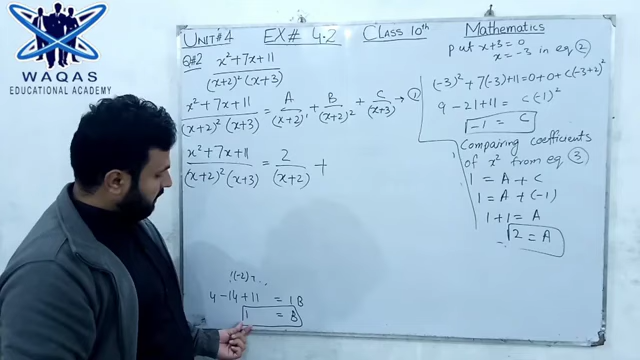 WAQAS
EDUCATIONAL ACADEMY
UNIT#4 EX# 4.2 CLASS 10th Mathematics
Q#2 x²+7x+11 / (x+2)² (x+3)
x²+7x+11 / (x+2)² (x+3) = A/(x+2)¹ + B/(x+2)² + C/(x+3) → ①
x²+7x+11 / (x+2)² (x+3) = 2/(x+2) +
4 -14 +11 = 1B
1 = B
Put x+3=0
x=-3 in eq ②
(-3)²+7(-3)+11=0+0+C(-3+2)²
9 -21 +11 = C(-1)²
-1 = C
Comparing coefficients
of x² from eq ③
1 = A + C
1 = A + (-1)
1 + 1 = A
2 = A